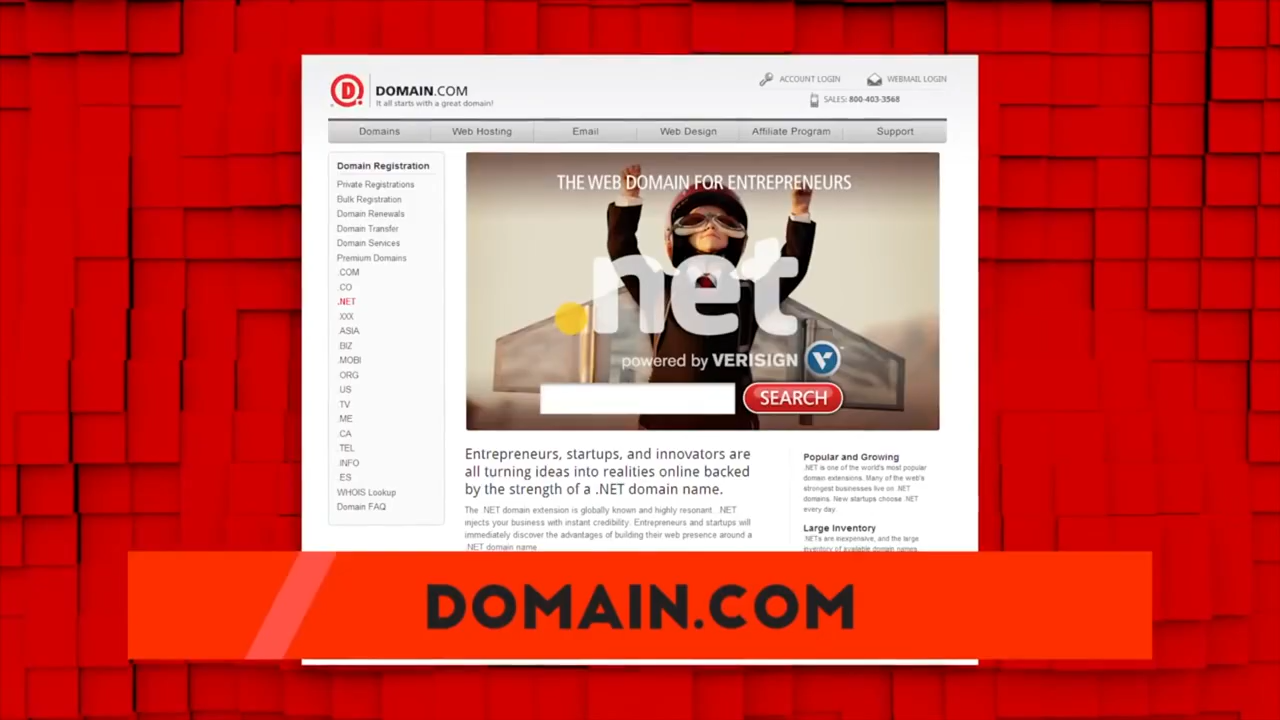 DOMAIN.COM
It all starts with a great domain!
ACCOUNT LOGIN
WEBMAIL LOGIN
SALES: 800-403-3568
Domains
Web Hosting
Email
Web Design
Affiliate Program
Support
Domain Registration
Private Registrations
Bulk Registration
Domain Renewals
Domain Transfer
Domain Services
Premium Domains
.COM
.CO
.NET
.XXX
.ASIA
.BIZ
.MOBI
.ORG
.US
.TV
.ME
.CA
.TEL
.INFO
.ES
WHOIS Lookup
Domain FAQ
THE WEB DOMAIN FOR ENTREPRENEURS
.net
powered by VERISIGN
SEARCH
Entrepreneurs, startups, and innovators are
all turning ideas into realities online backed
by the strength of a .NET domain name.
The .NET domain extension is globally known and highly resonant. .NET
injects your business with instant credibility. Entrepreneurs and startups will
immediately discover the advantages of building their web presence around a
.NET domain name
Popular and Growing
.NET is one of the world's most popular
domain extensions. Many of the web's
strongest businesses live on .NET
domains. New startups choose .NET
every day.
Large Inventory
.NETs are inexpensive, and the large
inventory of available domain names
DOMAIN.COM